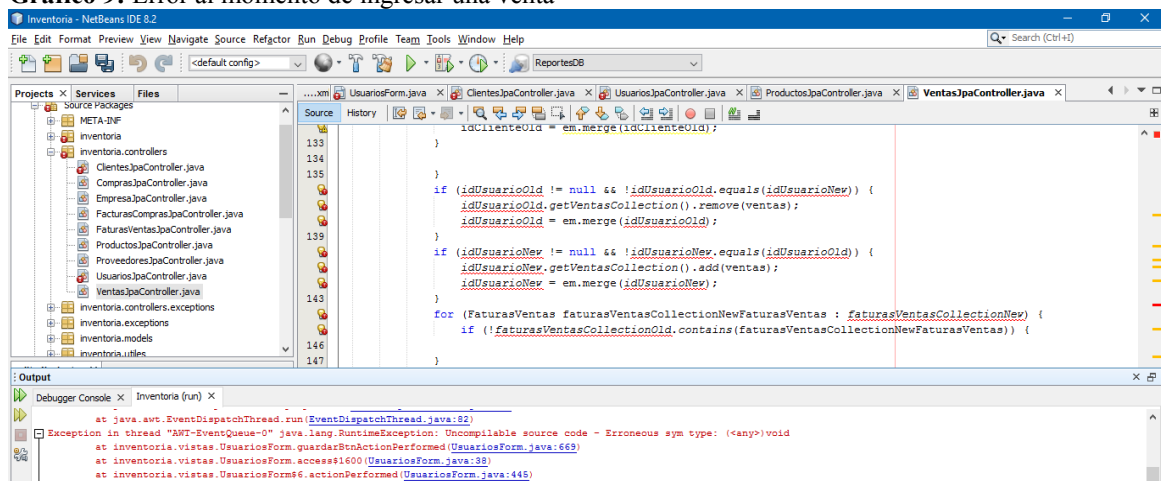 Gráfico 9: Error al momento de ingresar una venta
Inventoria - NetBeans IDE 8.2
File Edit Format Preview View Navigate Source Refactor Run Debug Profile Team Tools Window Help
Search (Ctrl+I)
<default config>
ReportesDB
Projects Services Files
....xm UsuariosForm.java ClientesJpaController.java UsuariosJpaController.java ProductosJpaController.java VentasJpaController.java
Source History
Source Packages
META-INF
inventoria
inventoria.controllers
ClientesJpaController.java
ComprasJpaController.java
EmpresaJpaController.java
FacturasComprasJpaController.java
FaturasVentasJpaController.java
ProductosJpaController.java
ProveedoresJpaController.java
UsuariosJpaController.java
VentasJpaController.java
inventoria.controllers.exceptions
inventoria.exceptions
inventoria.models
inventoria.utiles
idClienteOld = em.merge(idClienteOld);
133 }
134
135 }
if (idUsuarioOld != null && !idUsuarioOld.equals(idUsuarioNew)) {
idUsuarioOld.getVentasCollection().remove(ventas);
idUsuarioOld = em.merge(idUsuarioOld);
139 }
if (idUsuarioNew != null && !idUsuarioNew.equals(idUsuarioOld)) {
idUsuarioNew.getVentasCollection().add(ventas);
idUsuarioNew = em.merge(idUsuarioNew);
143 }
for (FaturasVentas faturasVentasCollectionNewFaturasVentas : faturasVentasCollectionNew) {
if (!faturasVentasCollectionOld.contains(faturasVentasCollectionNewFaturasVentas)) {
146
147 }
Output
Debugger Console Inventoria (run)
at java.awt.EventDispatchThread.run(EventDispatchThread.java:82)
Exception in thread "AWT-EventQueue-0" java.lang.RuntimeException: Uncompilable source code - Erroneous sym type: (<any>)void
at inventoria.vistas.UsuariosForm.guardarBtnActionPerformed(UsuariosForm.java:669)
at inventoria.vistas.UsuariosForm.access$1600(UsuariosForm.java:38)
at inventoria.vistas.UsuariosForm$6.actionPerformed(UsuariosForm.java:445)